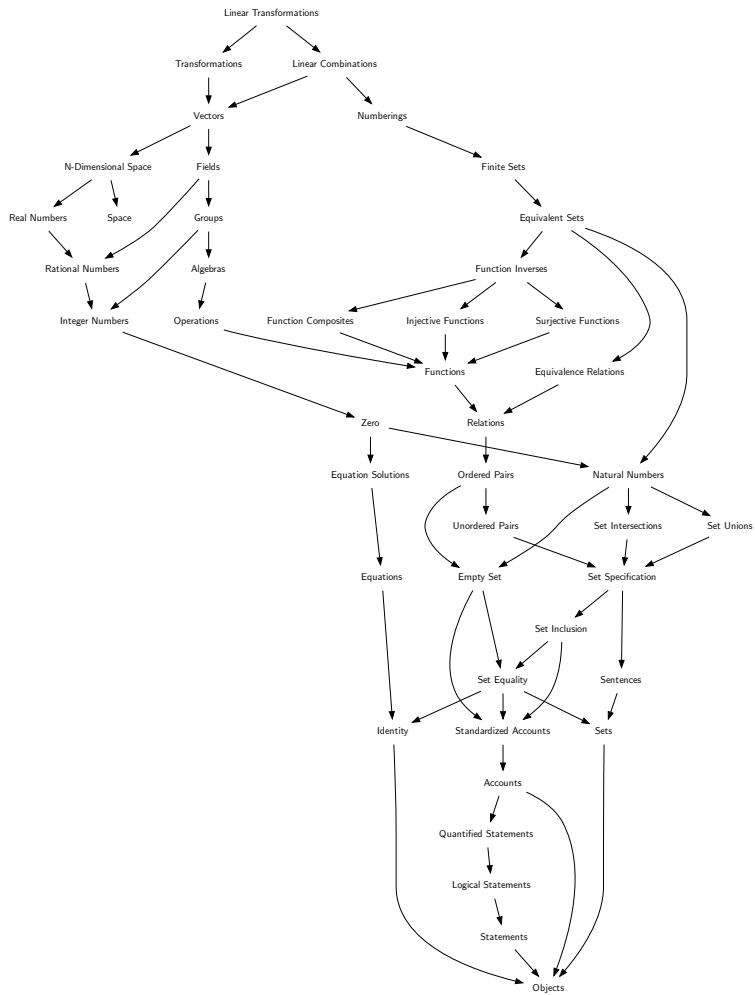 Linear Transformations
Transformations
Linear Combinations
Vectors
Numberings
N-Dimensional Space
Fields
Finite Sets
Real Numbers
Space
Groups
Equivalent Sets
Rational Numbers
Algebras
Function Inverses
Integer Numbers
Operations
Function Composites
Injective Functions
Surjective Functions
Functions
Equivalence Relations
Zero
Relations
Equation Solutions
Ordered Pairs
Natural Numbers
Unordered Pairs
Set Intersections
Set Unions
Equations
Empty Set
Set Specification
Set Inclusion
Set Equality
Sentences
Identity
Standardized Accounts
Sets
Accounts
Quantified Statements
Logical Statements
Statements
Objects